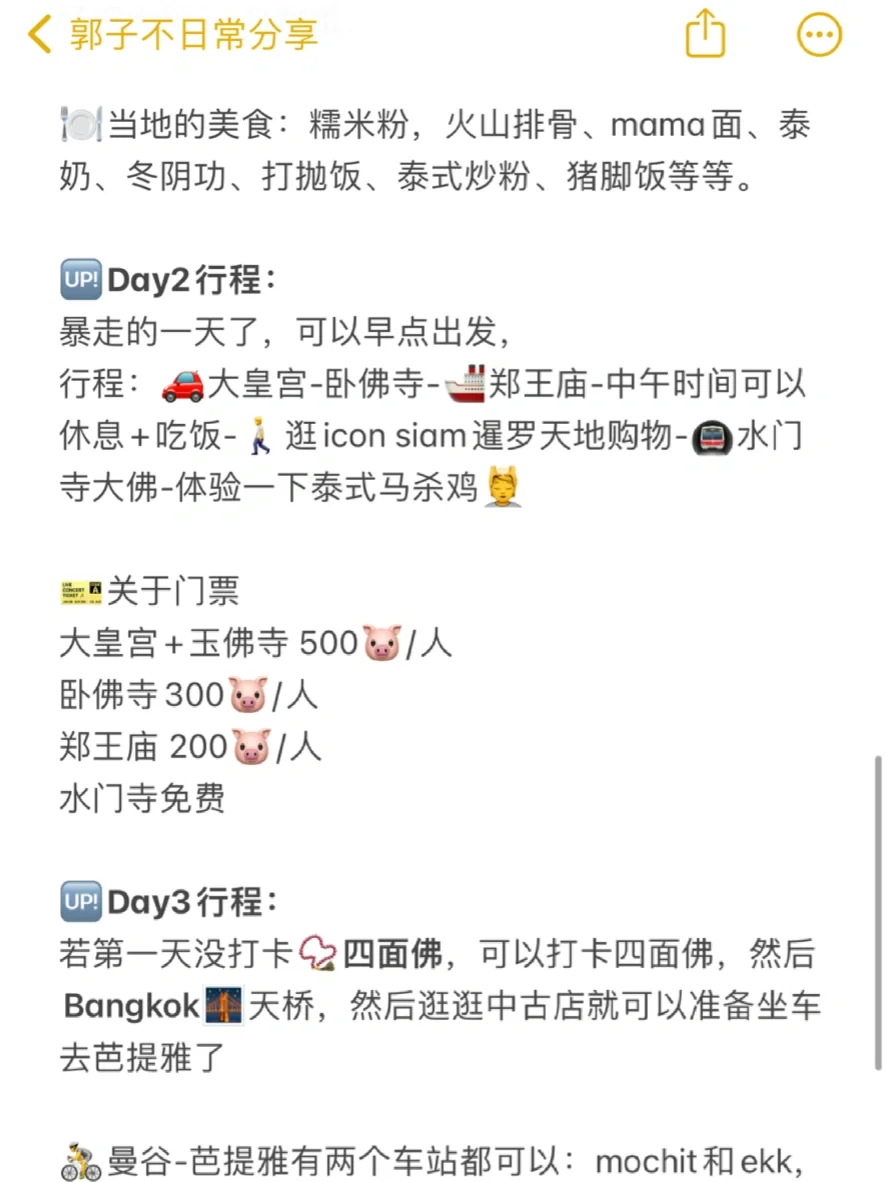 郭子不日常分享
🍽️当地的美食：糯米粉，火山排骨、mama面、泰
奶、冬阴功、打抛饭、泰式炒粉、猪脚饭等等。
🆙Day2行程：
暴走的一天了，可以早点出发，
行程：🚗大皇宫-卧佛寺-🚢郑王庙-中午时间可以
休息+吃饭-🚶逛icon siam暹罗天地购物-🚇水门
寺大佛-体验一下泰式马杀鸡💆
🎫关于门票
大皇宫+玉佛寺 500🐷/人
卧佛寺300🐷/人
郑王庙 200🐷/人
水门寺免费
🆙Day3行程：
若第一天没打卡📿四面佛，可以打卡四面佛，然后
Bangkok🌉天桥，然后逛逛中古店就可以准备坐车
去芭提雅了
🚴曼谷-芭提雅有两个车站都可以：mochit和ekk，